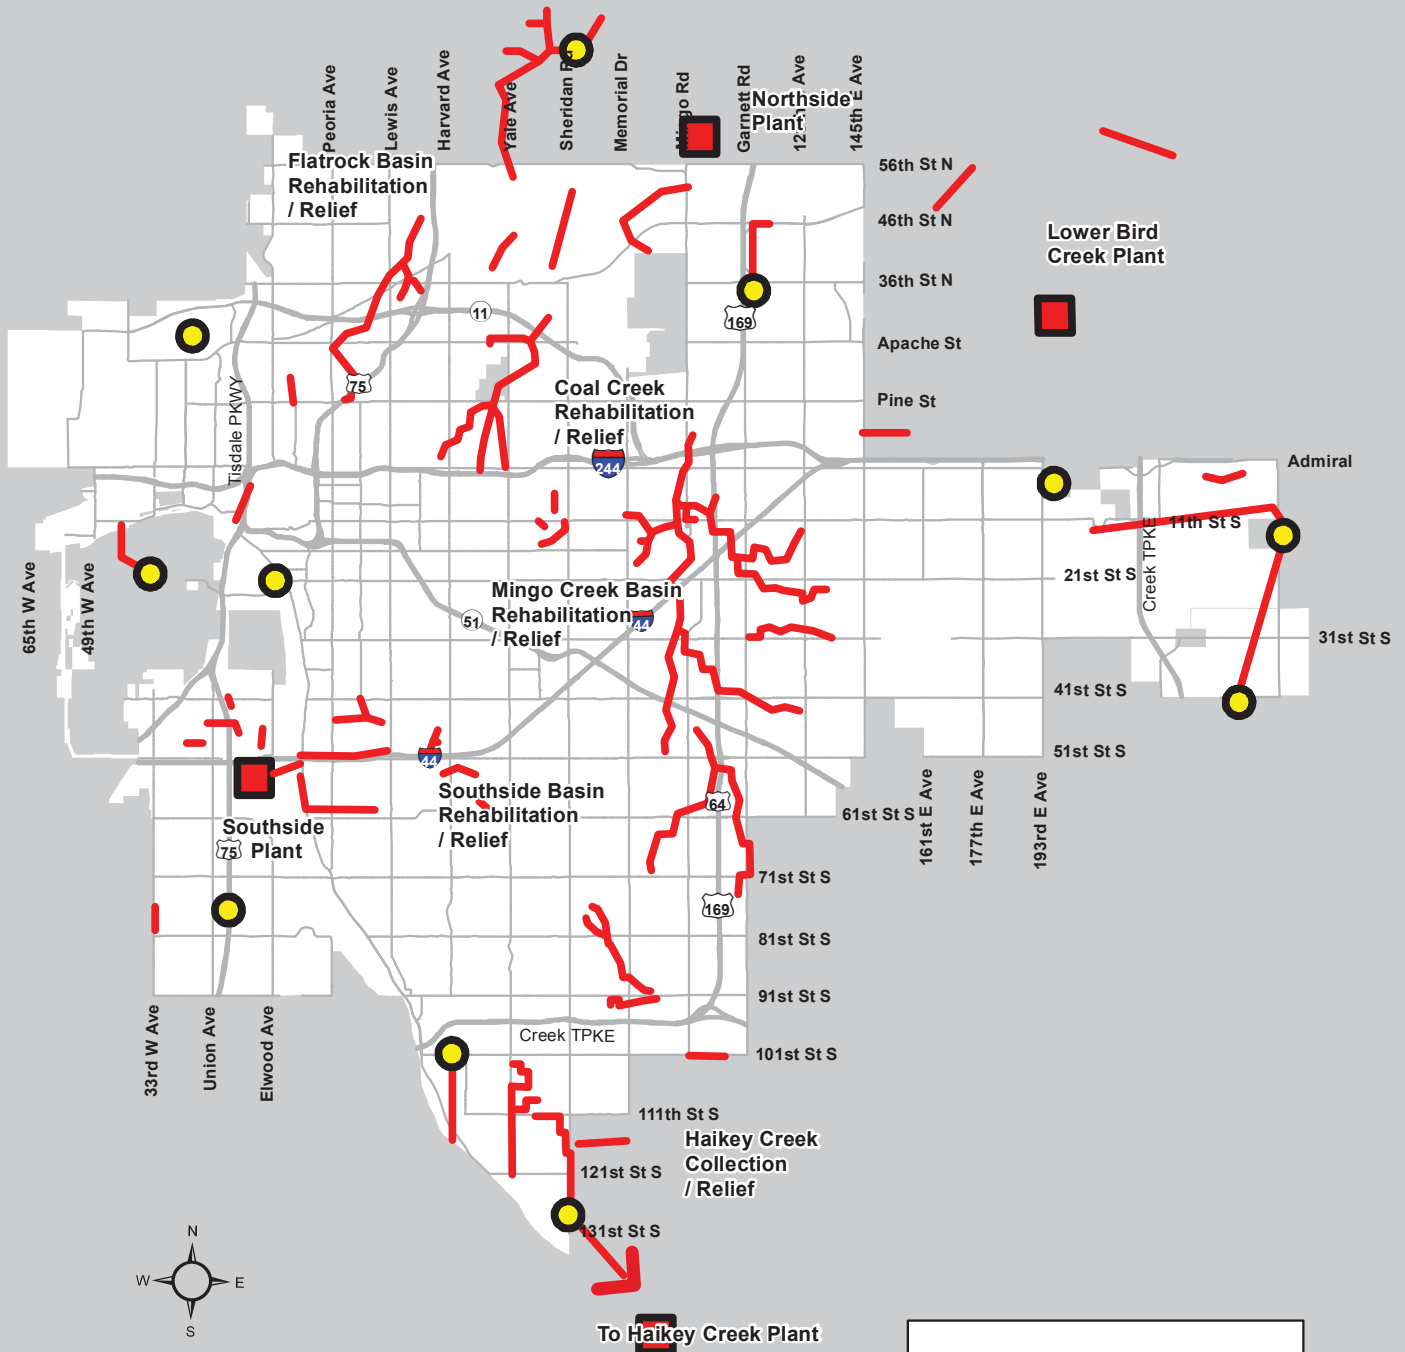 Peoria Ave
Lewis Ave
Harvard Ave
Yale Ave
Sheridan Rd
Memorial Dr
Mingo Rd
Garnett Rd
145th E Ave
Northside
Plant
Flatrock Basin
Rehabilitation
/ Relief
56th St N
46th St N
36th St N
Apache St
Pine St
Admiral
11th St S
21st St S
31st St S
41st St S
51st St S
61st St S
71st St S
81st St S
91st St S
101st St S
111th St S
121st St S
131st St S
Lower Bird
Creek Plant
11
169
75
Tisdale PKWY
Coal Creek
Rehabilitation
/ Relief
244
Creek TPKE
65th W Ave
49th W Ave
Mingo Creek Basin
Rehabilitation
/ Relief
51
44
44
Southside Basin
Rehabilitation
/ Relief
64
Southside
Plant
75
161st E Ave
177th E Ave
193rd E Ave
169
33rd W Ave
Union Ave
Elwood Ave
Creek TPKE
Haikey Creek
Collection
/ Relief
N
W
E
S
To Haikey Creek Plant